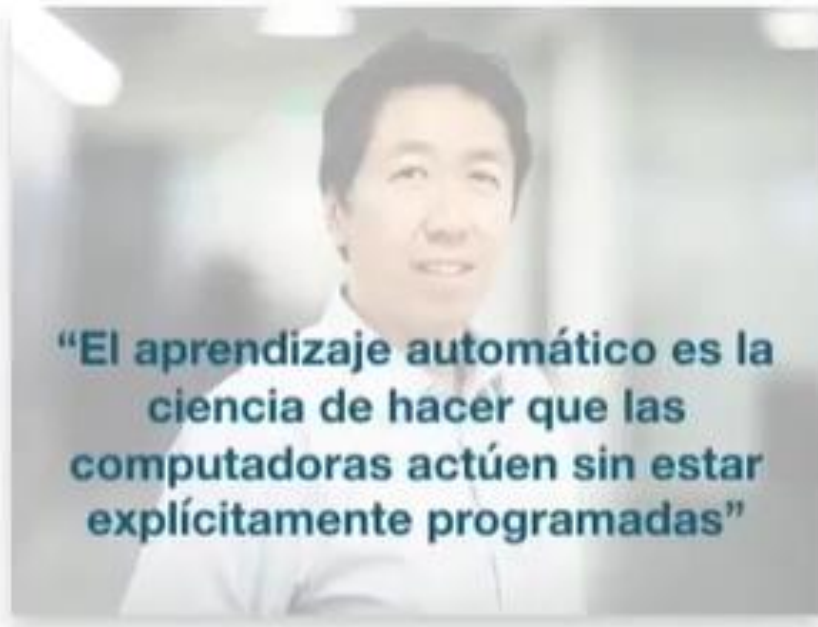 “El aprendizaje automático es la
ciencia de hacer que las
computadoras actúen sin estar
explícitamente programadas”